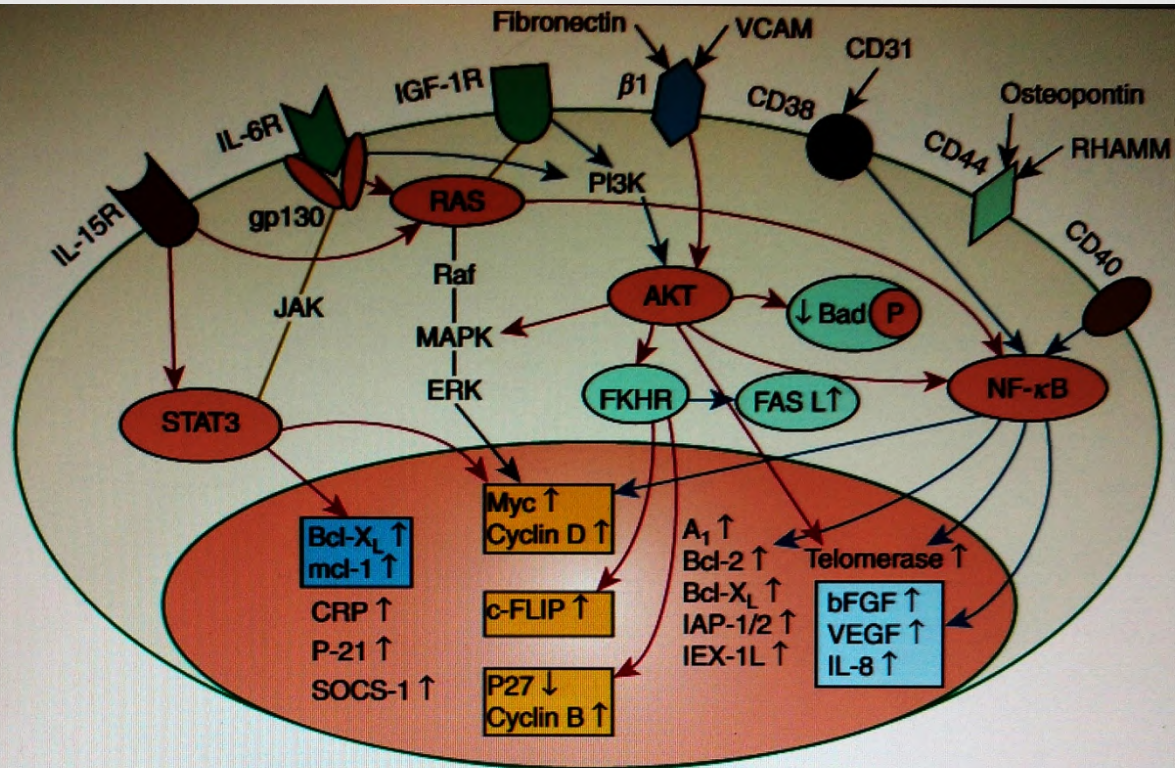 Fibronectin
VCAM
CD31
IGF-1R
β1
CD38
Osteopontin
IL-6R
CD44
RHAMM
IL-15R
gp130
RAS
PI3K
CD40
Raf
JAK
AKT
↓ Bad P
MAPK
ERK
FKHR
FAS L↑
NF-κB
STAT3
Myc ↑
Cyclin D ↑
Bcl-XL ↑
mcl-1 ↑
CRP ↑
P-21 ↑
SOCS-1 ↑
c-FLIP ↑
P27 ↓
Cyclin B ↑
A1 ↑
Bcl-2 ↑
Bcl-XL ↑
IAP-1/2 ↑
IEX-1L ↑
Telomerase ↑
bFGF ↑
VEGF ↑
IL-8 ↑